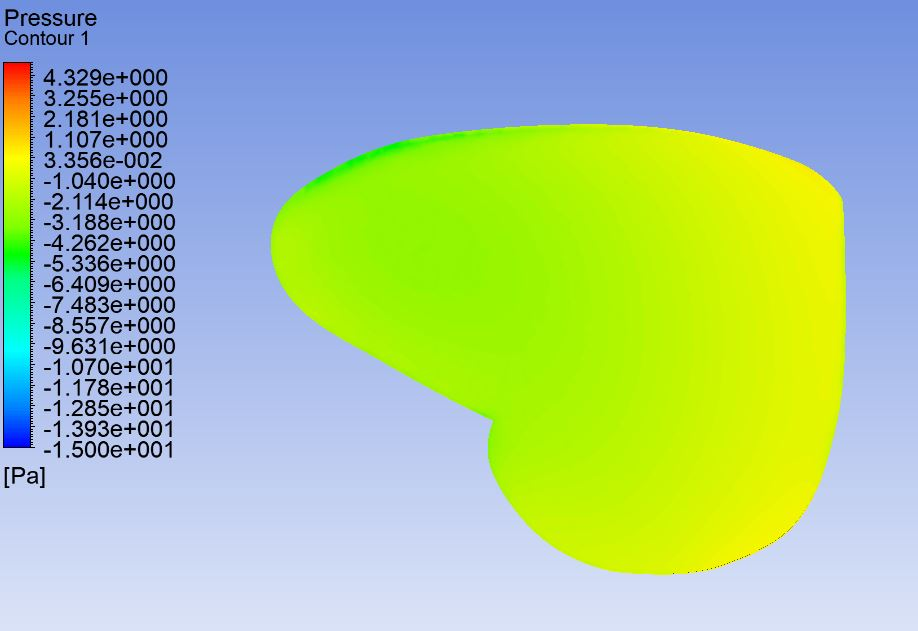 Pressure
Contour 1
4.329e+000
3.255e+000
2.181e+000
1.107e+000
3.356e-002
-1.040e+000
-2.114e+000
-3.188e+000
-4.262e+000
-5.336e+000
-6.409e+000
-7.483e+000
-8.557e+000
-9.631e+000
-1.070e+001
-1.178e+001
-1.285e+001
-1.393e+001
-1.500e+001
[Pa]